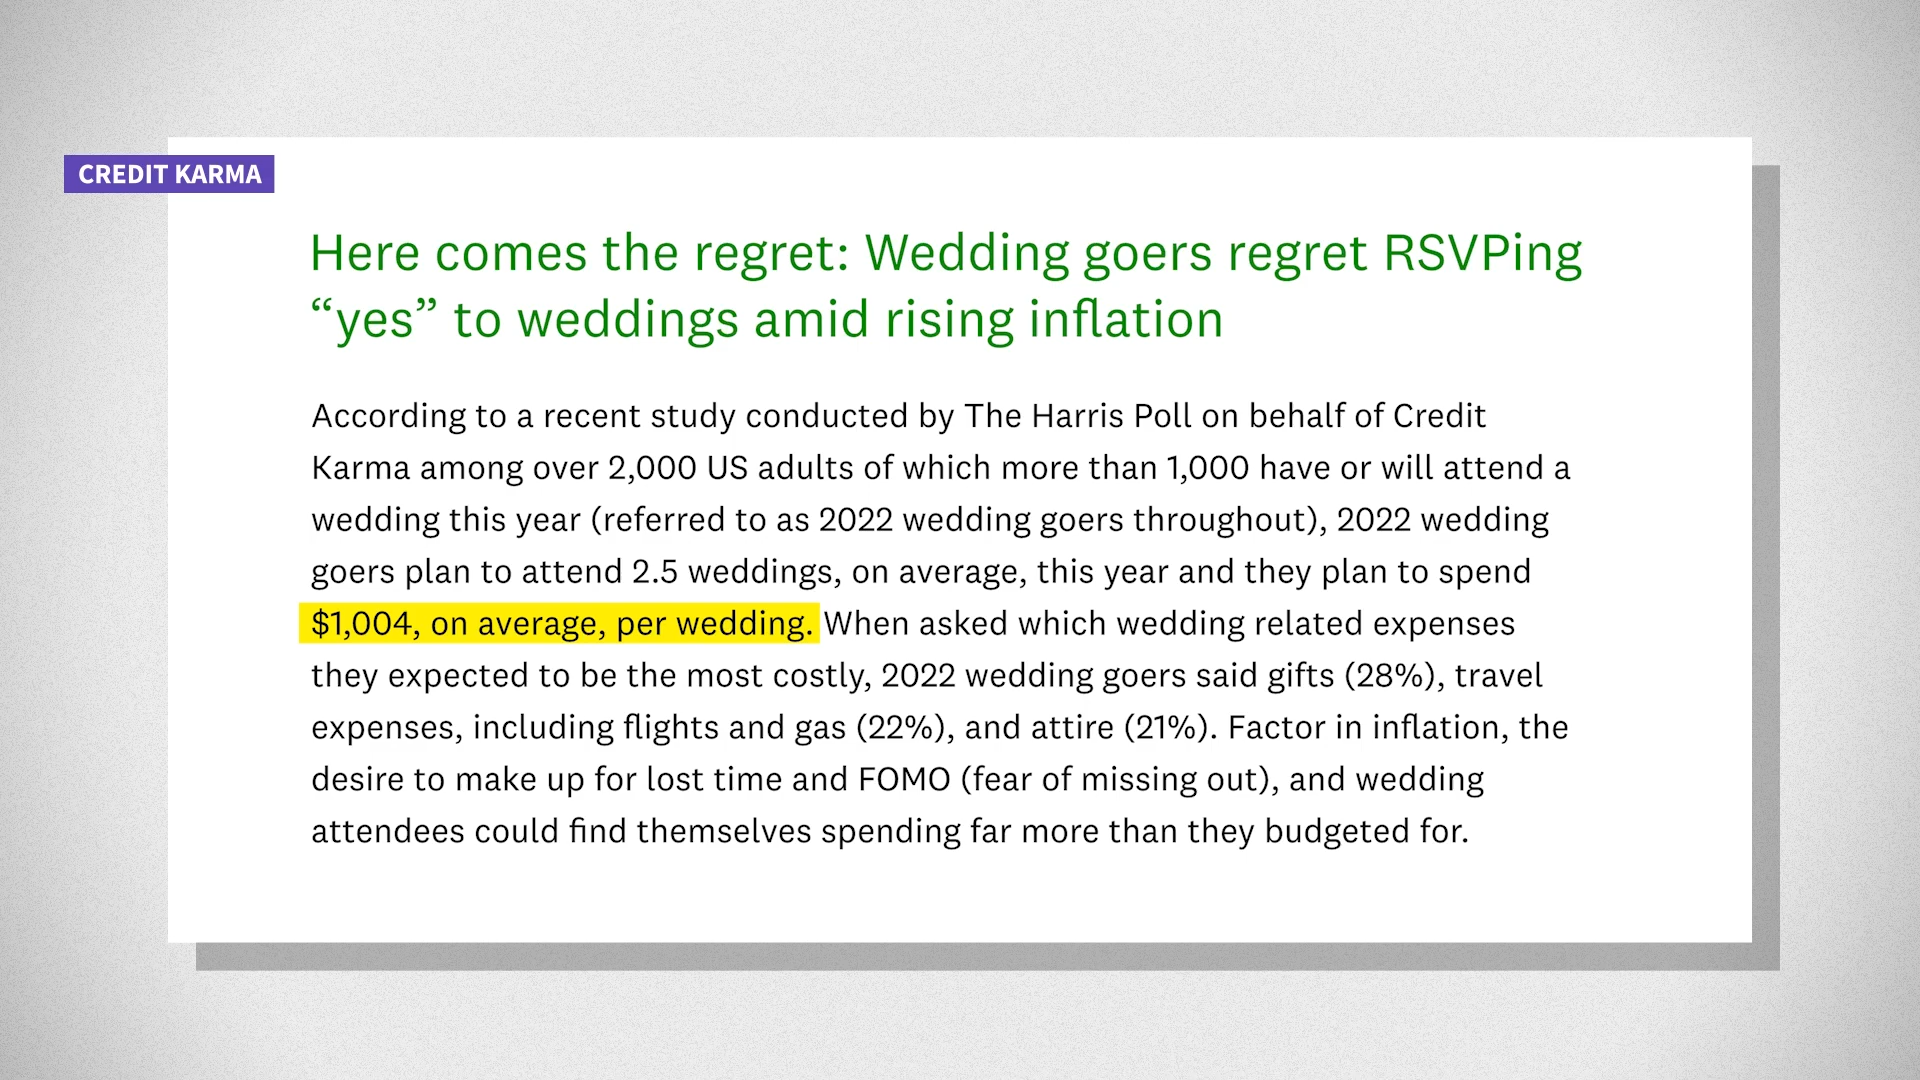 CREDIT KARMA
Here comes the regret: Wedding goers regret RSVPing
“yes” to weddings amid rising inflation
According to a recent study conducted by The Harris Poll on behalf of Credit
Karma among over 2,000 US adults of which more than 1,000 have or will attend a
wedding this year (referred to as 2022 wedding goers throughout), 2022 wedding
goers plan to attend 2.5 weddings, on average, this year and they plan to spend
$1,004, on average, per wedding. When asked which wedding related expenses
they expected to be the most costly, 2022 wedding goers said gifts (28%), travel
expenses, including flights and gas (22%), and attire (21%). Factor in inflation, the
desire to make up for lost time and FOMO (fear of missing out), and wedding
attendees could find themselves spending far more than they budgeted for.